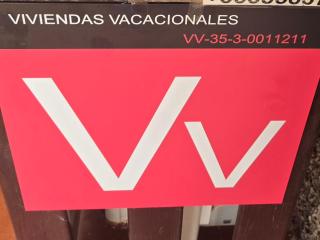 VIVIENDAS VACACIONALES
VV-35-3-0011211
Vv